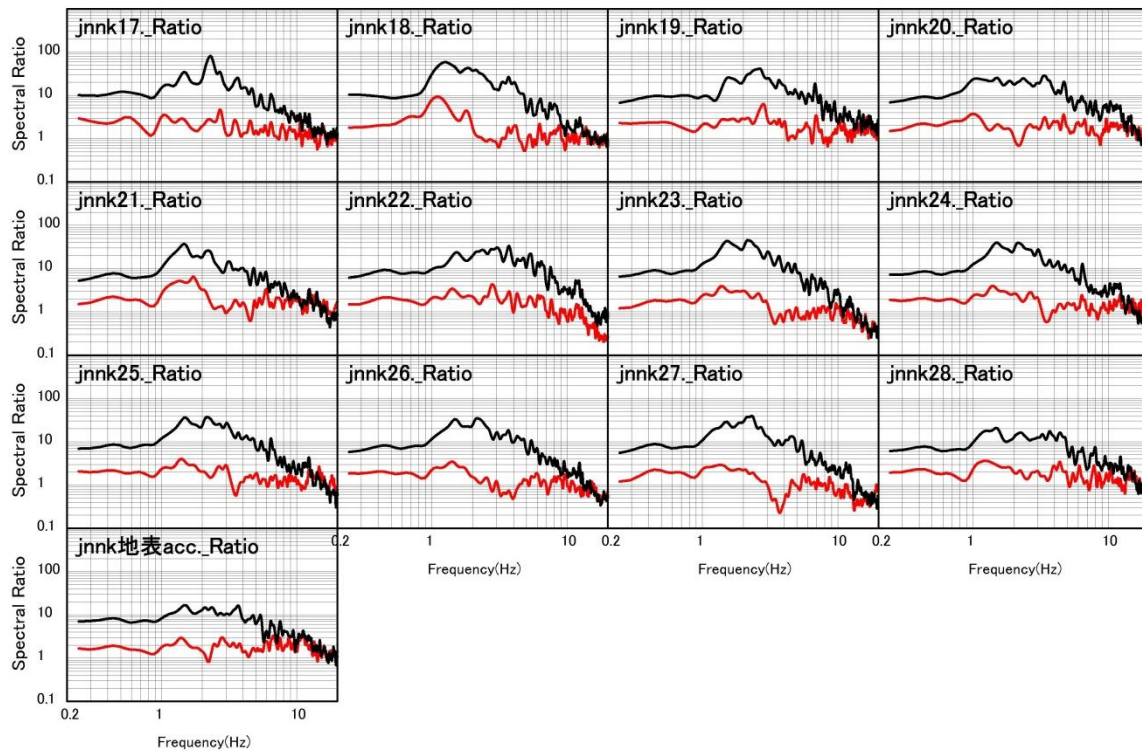 jnnk17._Ratio
jnnk18._Ratio
jnnk19._Ratio
jnnk20._Ratio
Spectral Ratio
100
10
1
0.1
jnnk21._Ratio
jnnk22._Ratio
jnnk23._Ratio
jnnk24._Ratio
Spectral Ratio
100
10
1
0.1
jnnk25._Ratio
jnnk26._Ratio
jnnk27._Ratio
jnnk28._Ratio
Spectral Ratio
100
10
1
0.1
0.2
1
10
0.2
1
10
0.2
1
10
Frequency(Hz)
Frequency(Hz)
Frequency(Hz)
jnnk地表acc._Ratio
Spectral Ratio
100
10
1
0.1
0.2
1
10
Frequency(Hz)